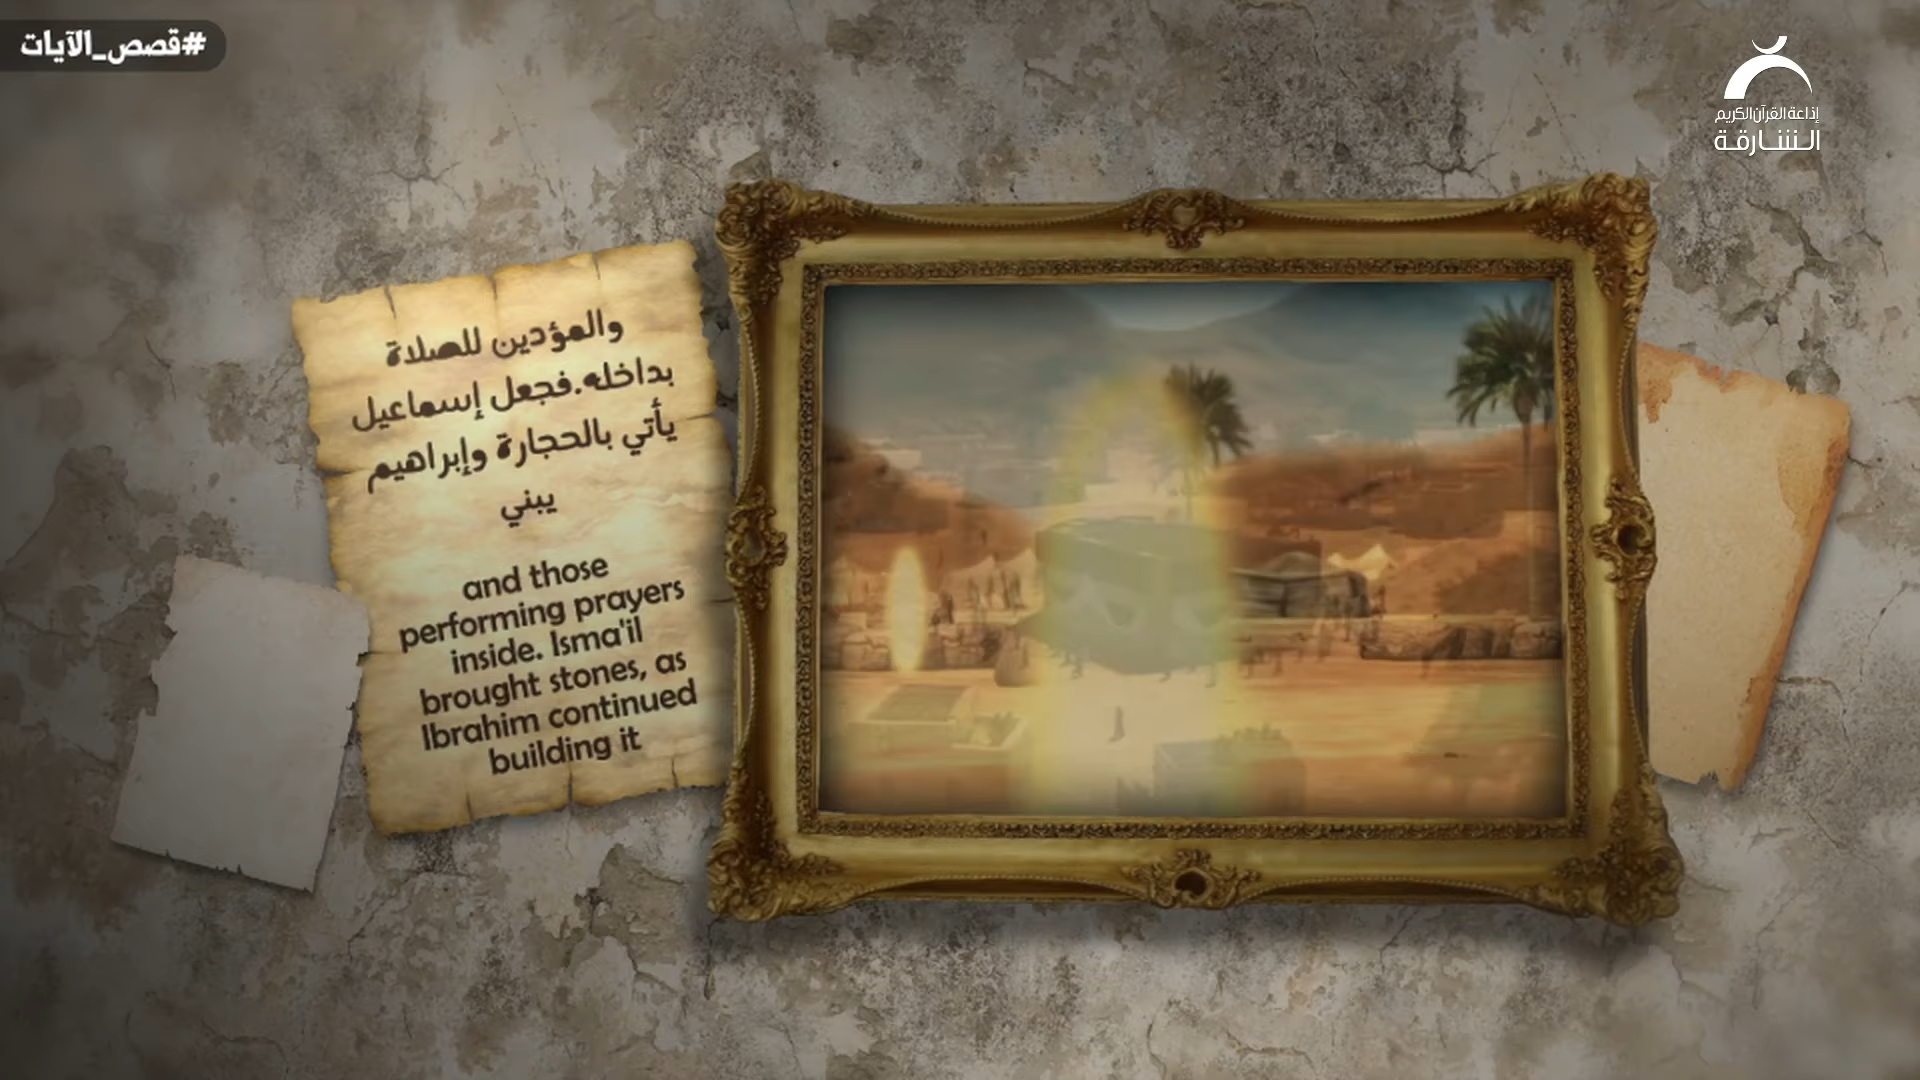 #قصص_الآيات
إذاعة القرآن الكريم
الشارقة
والمؤدين للصلاة
بداخله.فجعل إسماعيل
يأتي بالحجارة وإبراهيم
يبني
and those
performing prayers
inside. Isma'il
brought stones, as
Ibrahim continued
building it